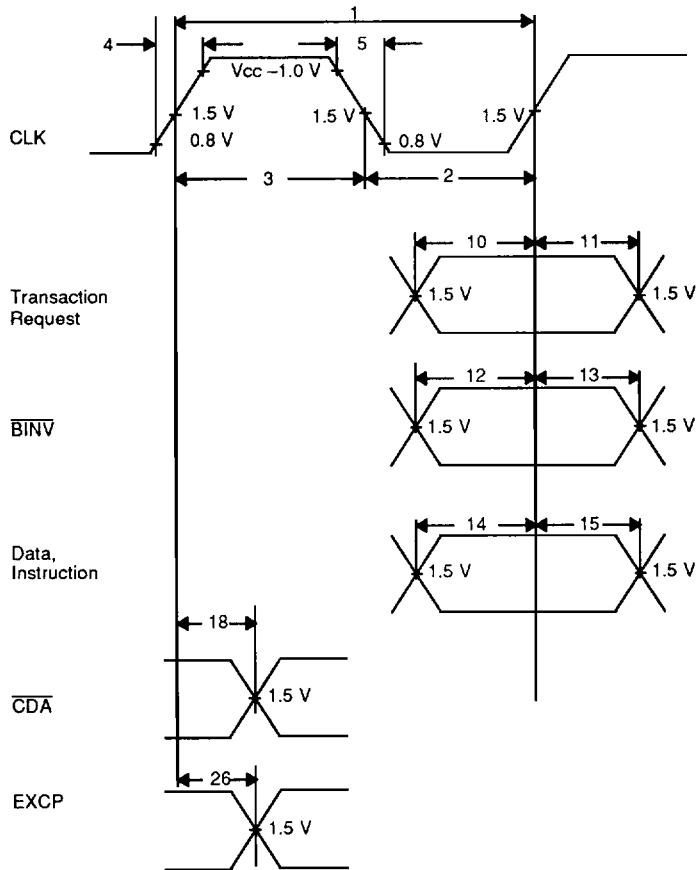 1
4
5
Vcc –1.0 V
1.5 V
1.5 V
1.5 V
CLK
0.8 V
0.8 V
3
2
10
11
Transaction
Request
1.5 V
1.5 V
12
13
BINV
1.5 V
1.5 V
14
15
Data,
Instruction
1.5 V
1.5 V
18
CDA
1.5 V
26
EXCP
1.5 V